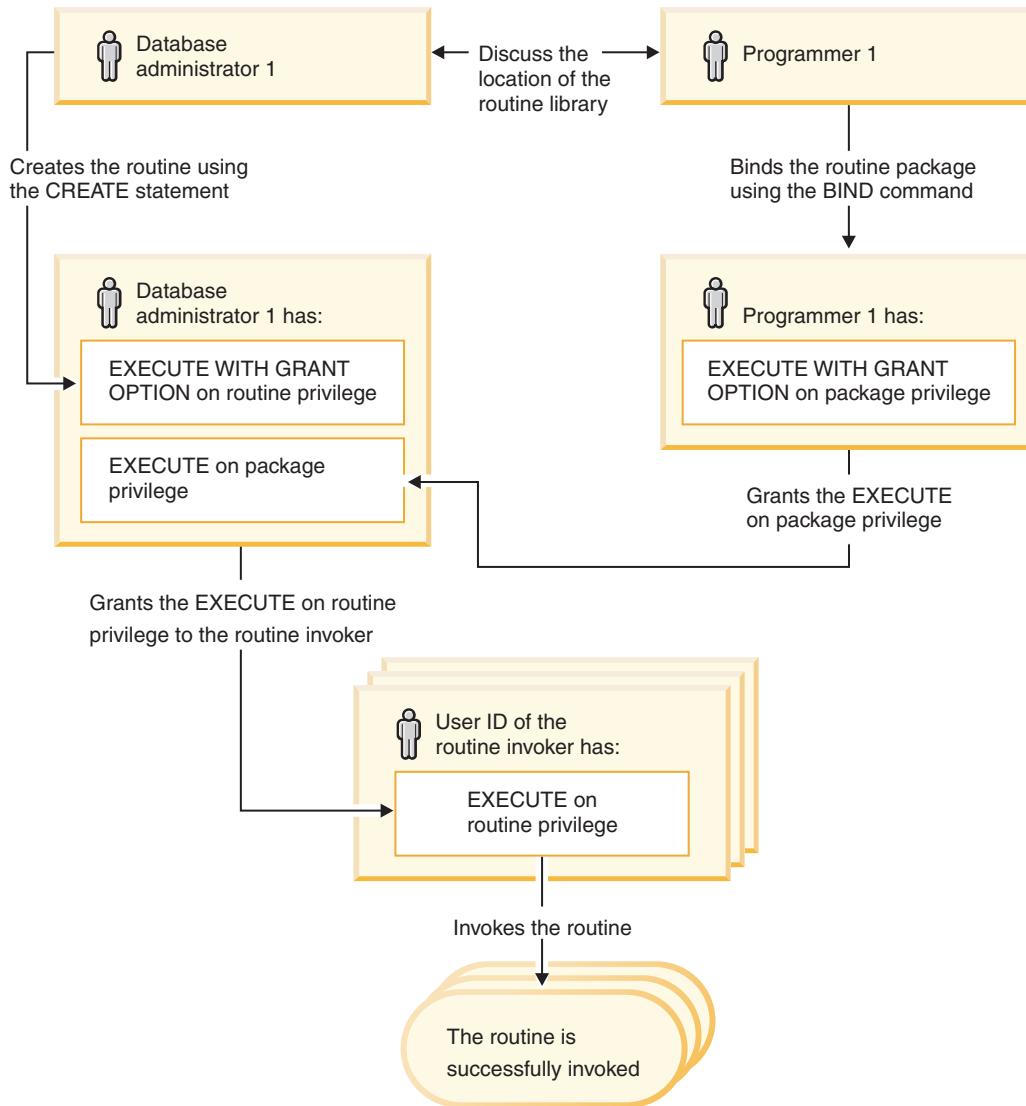 Database
administrator 1
Discuss the
location of the
routine library
Programmer 1
Creates the routine using
the CREATE statement
Binds the routine package
using the BIND command
Database
administrator 1 has:
EXECUTE WITH GRANT
OPTION on routine privilege
EXECUTE on package
privilege
Programmer 1 has:
EXECUTE WITH GRANT
OPTION on package privilege
Grants the EXECUTE
on package privilege
Grants the EXECUTE on routine
privilege to the routine invoker
User ID of the
routine invoker has:
EXECUTE on
routine privilege
Invokes the routine
The routine is
successfully invoked